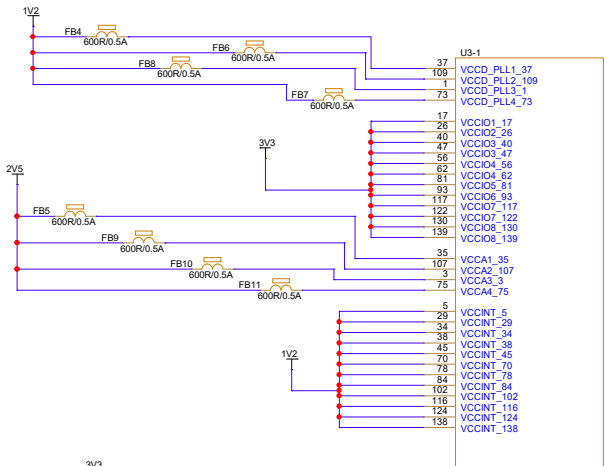 1V2
FB4
600R/0.5A
FB6
600R/0.5A
FB8
600R/0.5A
FB7
600R/0.5A
U3-1
37 VCCD_PLL1_37
109 VCCD_PLL2_109
1 VCCD_PLL3_1
73 VCCD_PLL4_73
3V3
17 VCCIO1_17
26 VCCIO2_26
40 VCCIO3_40
47 VCCIO3_47
56 VCCIO4_56
62 VCCIO4_62
81 VCCIO5_81
93 VCCIO6_93
117 VCCIO7_117
122 VCCIO7_122
130 VCCIO8_130
139 VCCIO8_139
2V5
FB5
600R/0.5A
FB9
600R/0.5A
FB10
600R/0.5A
FB11
600R/0.5A
35 VCCA1_35
107 VCCA2_107
3 VCCA3_3
75 VCCA4_75
1V2
5 VCCINT_5
29 VCCINT_29
34 VCCINT_34
38 VCCINT_38
45 VCCINT_45
70 VCCINT_70
78 VCCINT_78
84 VCCINT_84
102 VCCINT_102
116 VCCINT_116
124 VCCINT_124
138 VCCINT_138
3V3